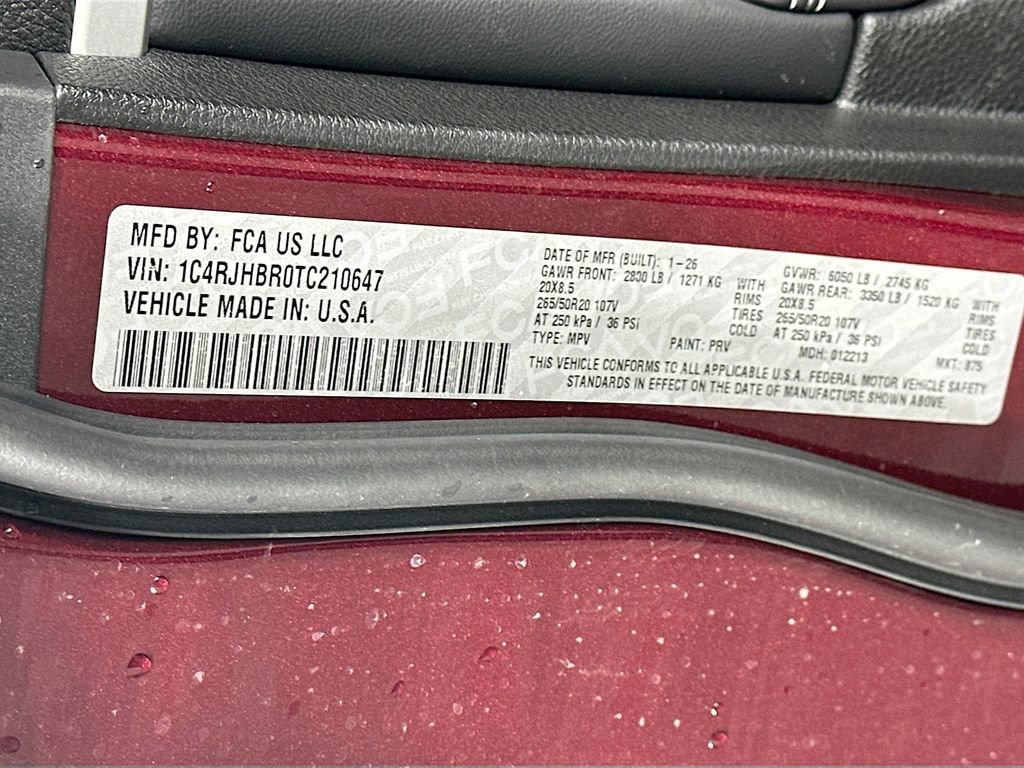 MFD BY: FCA US LLC
VIN: 1C4RJHBR0TC210647
VEHICLE MADE IN: U.S.A.
DATE OF MFR (BUILT): 1-26
GAWR FRONT: 2830 LB / 1271 KG WITH
20X8.5 RIMS
265/50R20 107V TIRES
AT 250 kPa / 36 PSI COLD
TYPE: MPV PAINT: PRV
GVWR: 6050 LB / 2745 KG
GAWR REAR: 3350 LB / 1520 KG WITH
20X8.5 RIMS
265/50R20 107V TIRES
AT 250 kPa / 36 PSI COLD
MDH: 012213 MKT: 875
THIS VEHICLE CONFORMS TO ALL APPLICABLE U.S.A. FEDERAL MOTOR VEHICLE SAFETY
STANDARDS IN EFFECT ON THE DATE OF MANUFACTURE SHOWN ABOVE.